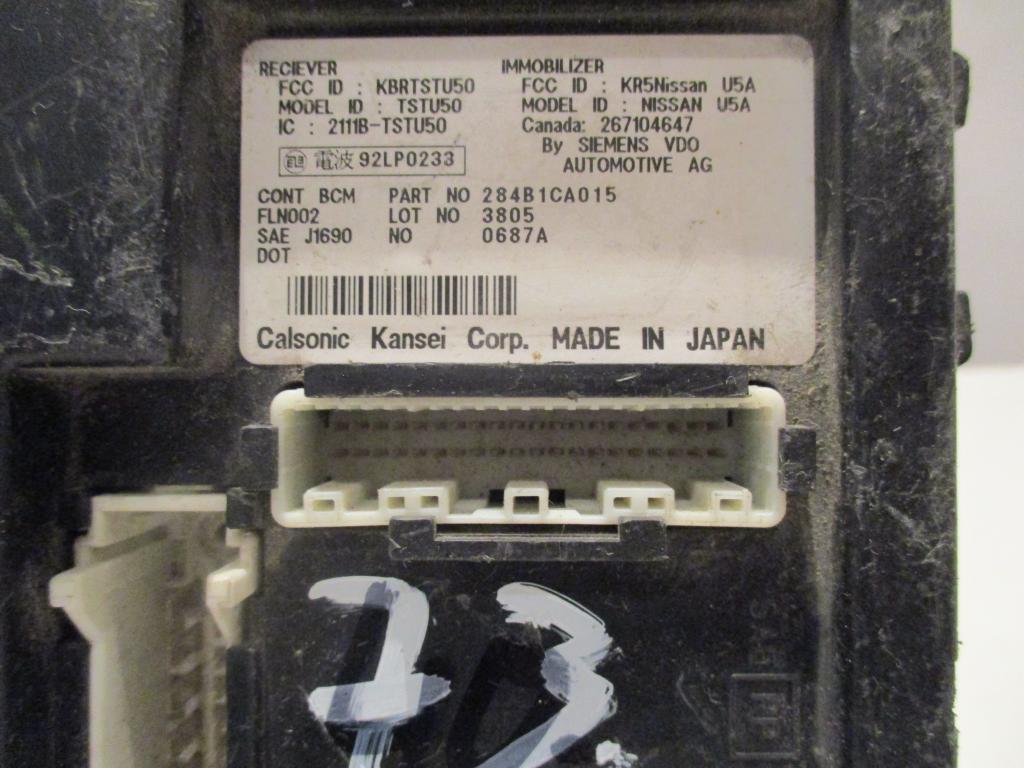 RECIEVER
FCC ID : KBRTSTU50
MODEL ID : TSTU50
IC : 2111B-TSTU50
電波 92LP0233
IMMOBILIZER
FCC ID : KR5Nissan U5A
MODEL ID : NISSAN U5A
Canada: 267104647
By SIEMENS VDO
AUTOMOTIVE AG
CONT BCM PART NO 284B1CA015
FLN002 LOT NO 3805
SAE J1690 NO 0687A
DOT
Calsonic Kansei Corp. MADE IN JAPAN